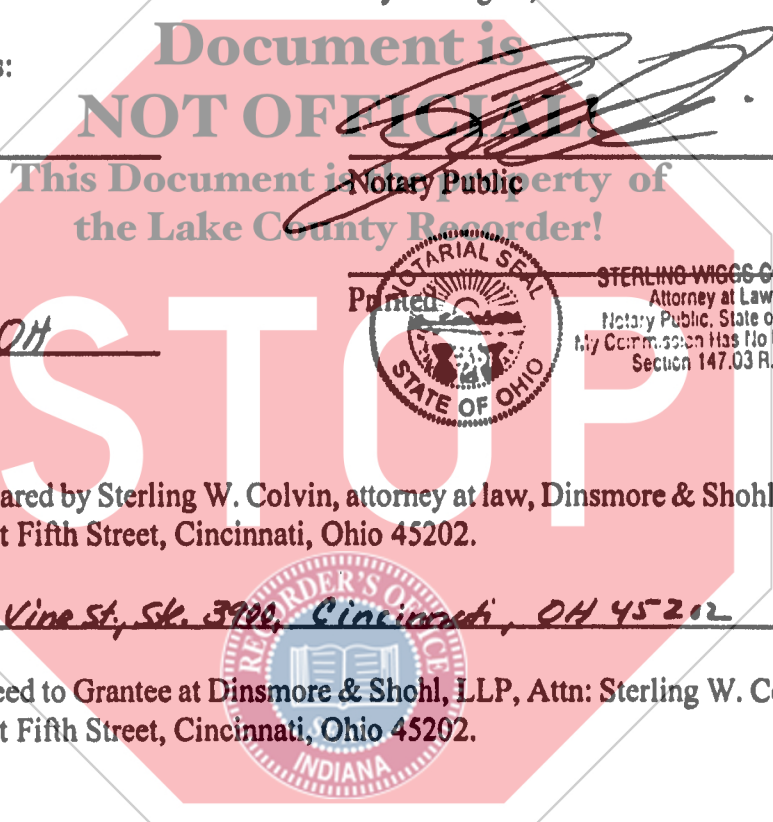 Document is
s:
NOT OFFICIAL!
This Document is the property of
Notary Public
the Lake County Recorder!
NOTARIAL SEAL
STATE OF OHIO
STERLING WIGGS C
Printed
Attorney at Law
Notary Public, State o
OH
My Commission Has No
Section 147.03 R.
STOP
ared by Sterling W. Colvin, attorney at law, Dinsmore & Shohl
t Fifth Street, Cincinnati, Ohio 45202.
Vine St., Ste. 3900, Cincinnati, OH 45202
RECORDER'S OFFICE
eed to Grantee at Dinsmore & Shohl, LLP, Attn: Sterling W. Co
t Fifth Street, Cincinnati, Ohio 45202.
INDIANA